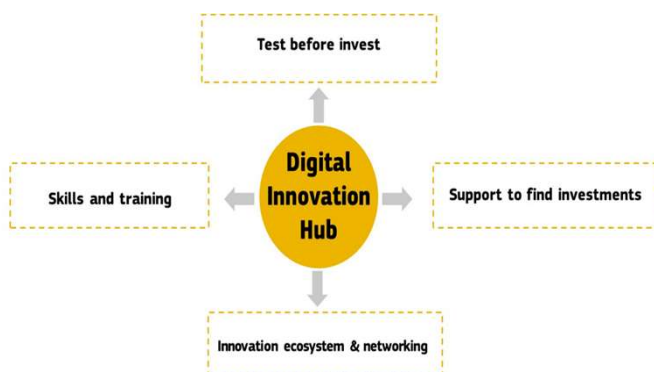 Test before invest
Digital
Innovation
Hub
Skills and training
Support to find investments
Innovation ecosystem & networking